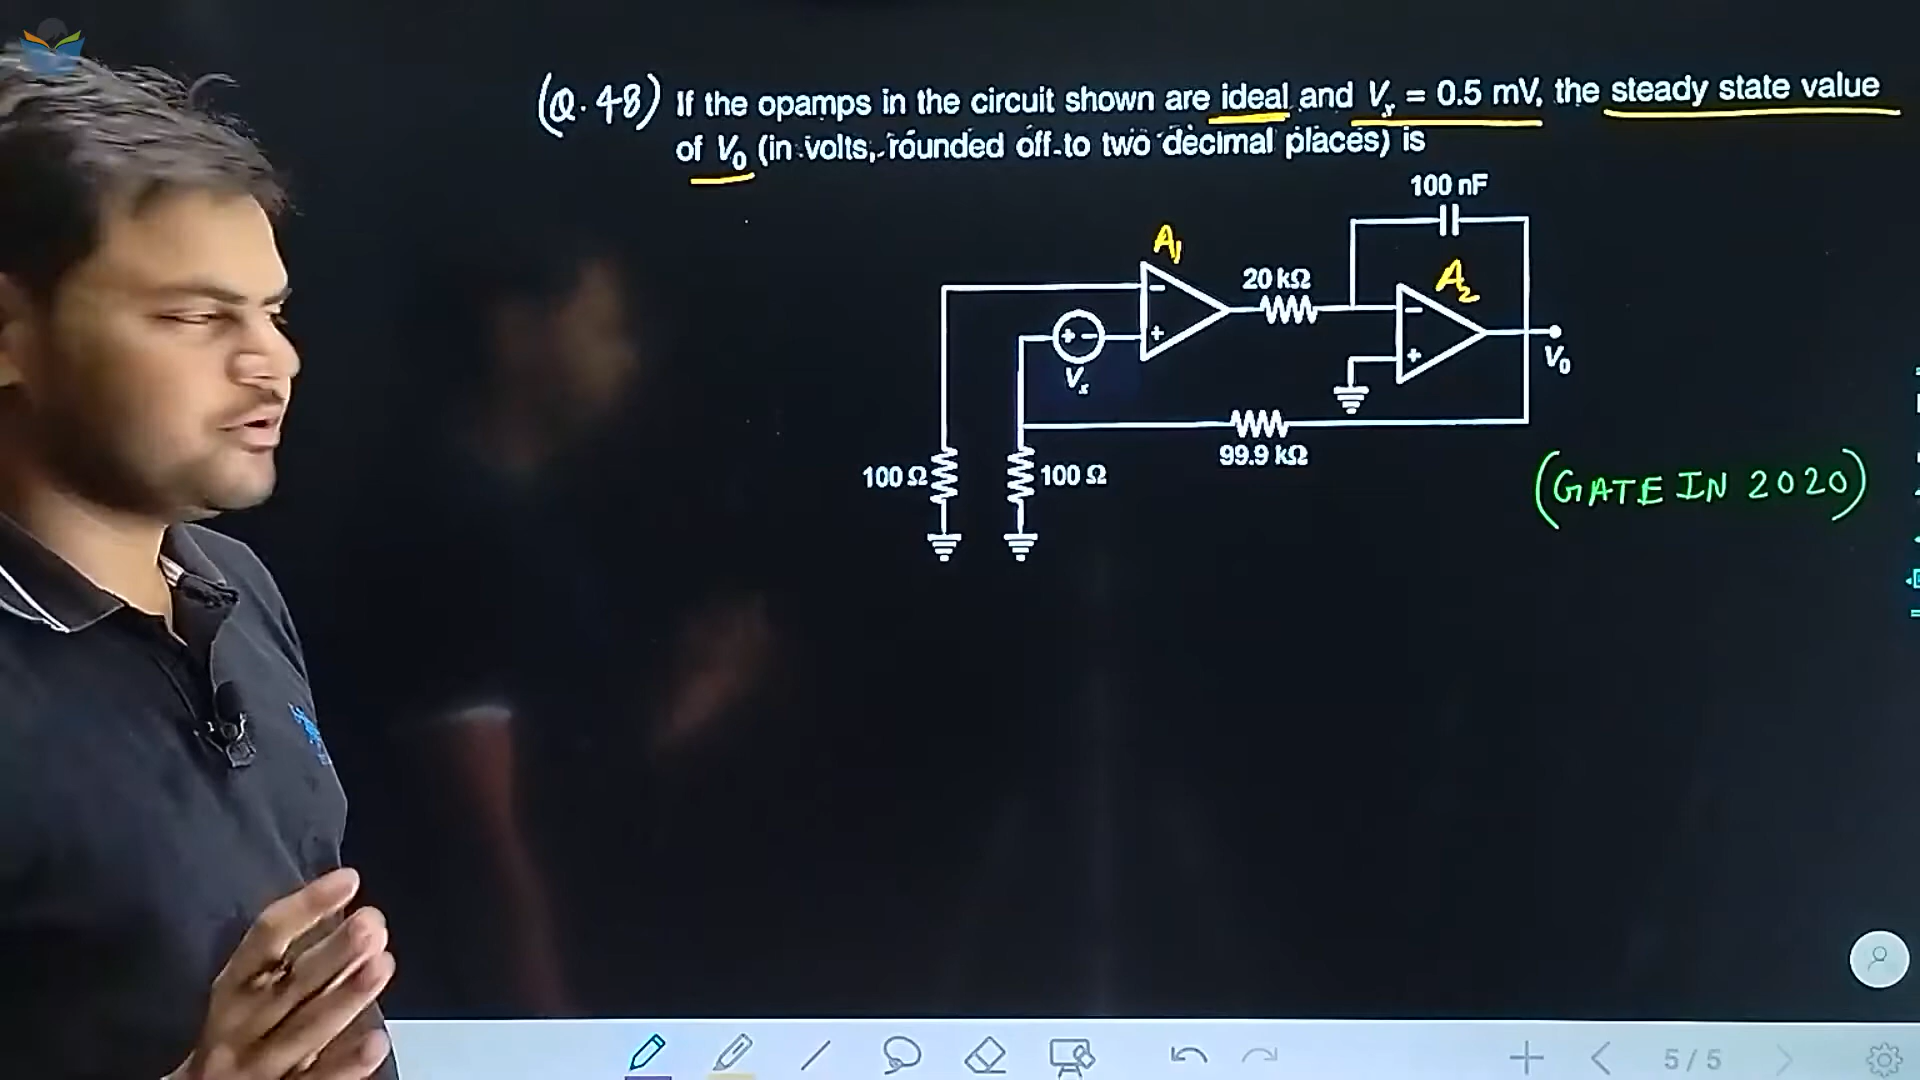 (Q.48) If the opamps in the circuit shown are ideal and Vₓ = 0.5 mV, the steady state value
of V₀ (in volts, rounded off to two decimal places) is
100 nF
A₁
20 kΩ
A₂
−
+
−
+
+ −
Vₓ
V₀
99.9 kΩ
100 Ω
100 Ω
(GATE IN 2020)
5/5